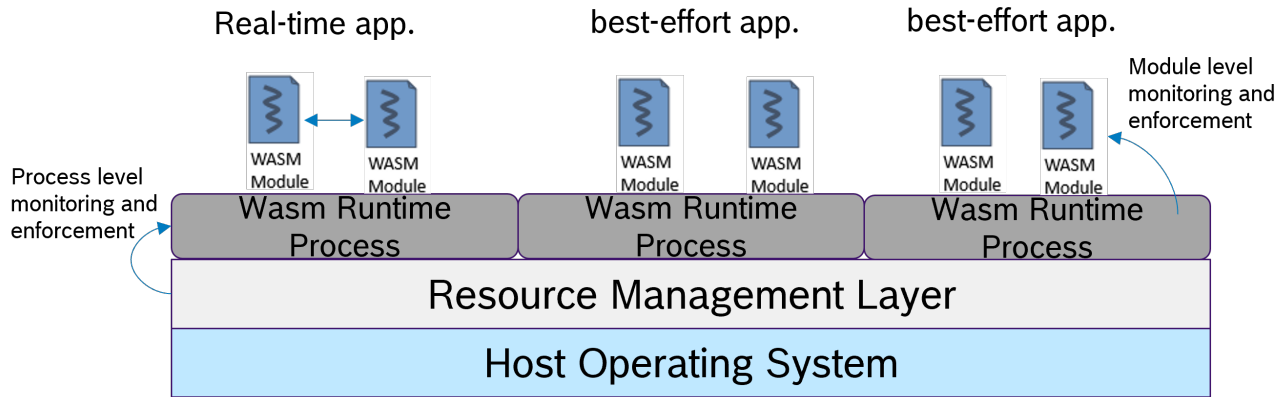 Real-time app.
best-effort app.
best-effort app.
Module level
monitoring and
enforcement
WASM
Module
WASM
Module
WASM
Module
WASM
Module
WASM
Module
WASM
Module
Process level
monitoring and
enforcement
Wasm Runtime
Process
Wasm Runtime
Process
Wasm Runtime
Process
Resource Management Layer
Host Operating System